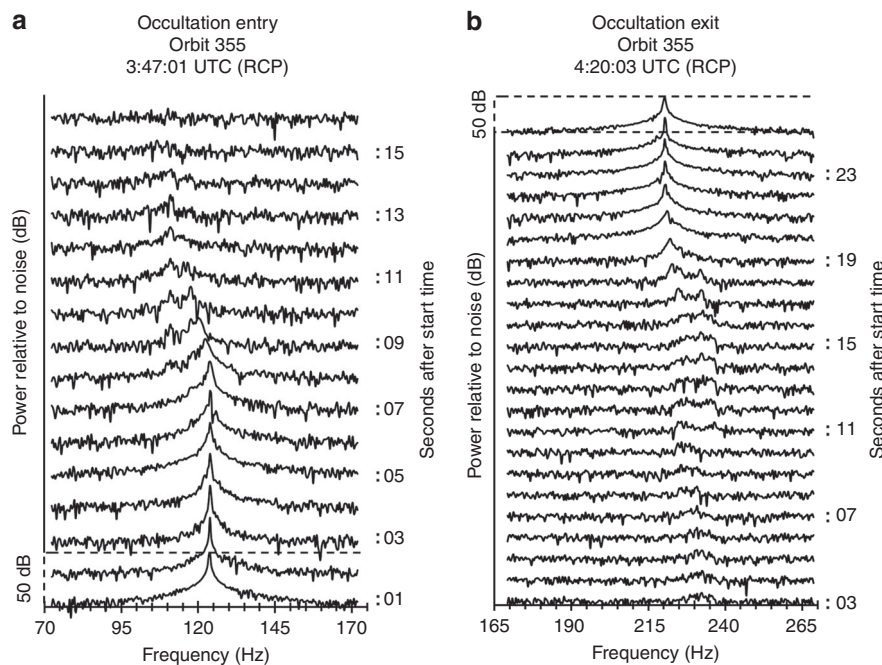 a
Occultation entry
Orbit 355
3:47:01 UTC (RCP)
Power relative to noise (dB)
50 dB
: 15
: 13
: 11
: 09
: 07
: 05
: 03
: 01
Seconds after start time
70 95 120 145 170
Frequency (Hz)
b
Occultation exit
Orbit 355
4:20:03 UTC (RCP)
50 dB
Power relative to noise (dB)
: 23
: 19
: 15
: 11
: 07
: 03
Seconds after start time
165 190 215 240 265
Frequency (Hz)